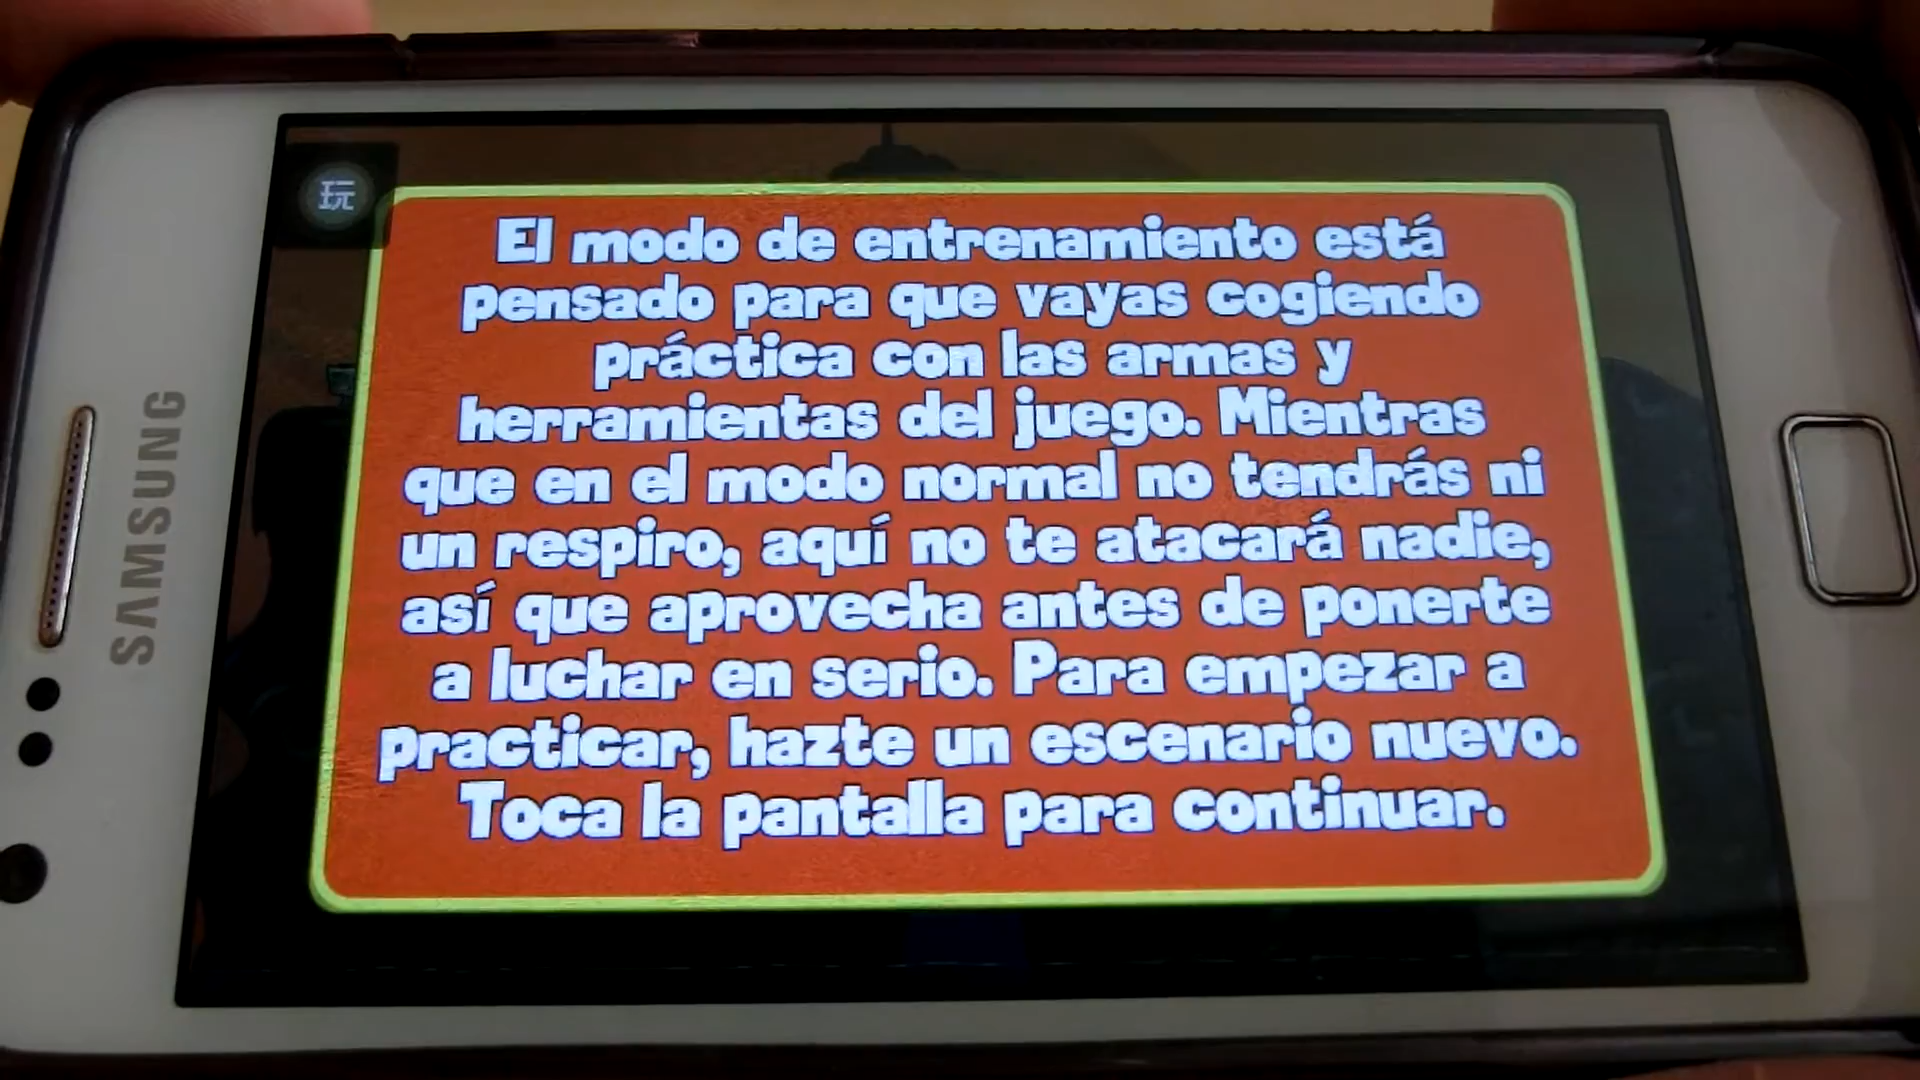 玩
El modo de entrenamiento está
pensado para que vayas cogiendo
práctica con las armas y
herramientas del juego. Mientras
que en el modo normal no tendrás ni
un respiro, aquí no te atacará nadie,
así que aprovecha antes de ponerte
a luchar en serio. Para empezar a
practicar, hazte un escenario nuevo.
Toca la pantalla para continuar.
SAMSUNG